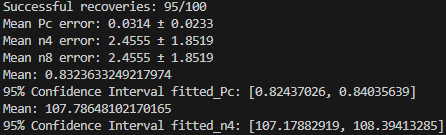 Successful recoveries: 95/100
Mean Pc error: 0.0314 ± 0.0233
Mean n4 error: 2.4555 ± 1.8519
Mean n8 error: 2.4555 ± 1.8519
Mean: 0.8323633249217974
95% Confidence Interval fitted_Pc: [0.82437026, 0.84035639]
Mean: 107.78648102170165
95% Confidence Interval fitted_n4: [107.17882919, 108.39413285]